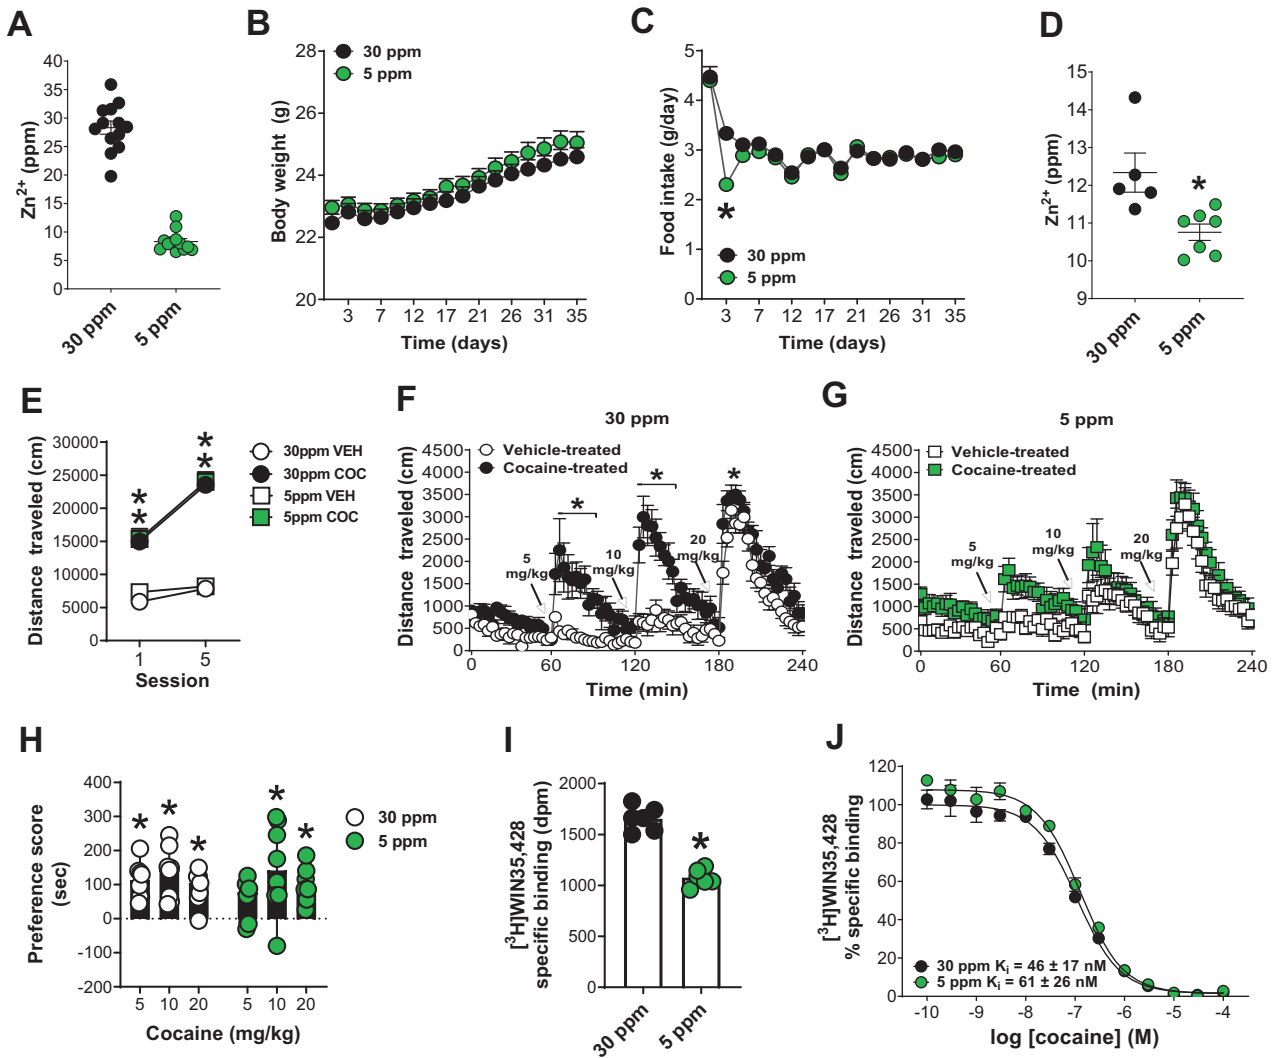 A
Zn²⁺ (ppm)
40
35
30
25
20
15
10
5
0
30 ppm
5 ppm
B
Body weight (g)
28
26
24
22
20
30 ppm
5 ppm
3 7 12 17 21 26 31 35
Time (days)
C
Food intake (g/day)
5
4
3
2
1
0
*
30 ppm
5 ppm
3 7 12 17 21 26 31 35
Time (days)
D
Zn²⁺ (ppm)
15
14
13
12
11
10
9
*
30 ppm
5 ppm
E
Distance traveled (cm)
30000
25000
20000
15000
10000
5000
0
*
*
*
*
1 5
Session
30ppm VEH
30ppm COC
5ppm VEH
5ppm COC
F
30 ppm
Distance traveled (cm)
4500
4000
3500
3000
2500
2000
1500
1000
500
0
Vehicle-treated
Cocaine-treated
* * *
5
mg/kg
10
mg/kg
20
mg/kg
0 60 120 180 240
Time (min)
G
5 ppm
Distance traveled (cm)
4500
4000
3500
3000
2500
2000
1500
1000
500
0
Vehicle-treated
Cocaine-treated
5
mg/kg
10
mg/kg
20
mg/kg
0 60 120 180 240
Time (min)
H
Preference score
(sec)
400
300
200
100
0
-100
-200
* * * * *
30 ppm
5 ppm
5 10 20 5 10 20
Cocaine (mg/kg)
I
[³H]WIN35,428
specific binding (dpm)
2000
1500
1000
500
0
*
30 ppm
5 ppm
J
[³H]WIN35,428
% specific binding
120
100
80
60
40
20
0
30 ppm Kᵢ = 46 ± 17 nM
5 ppm Kᵢ = 61 ± 26 nM
-10 -9 -8 -7 -6 -5 -4
log [cocaine] (M)